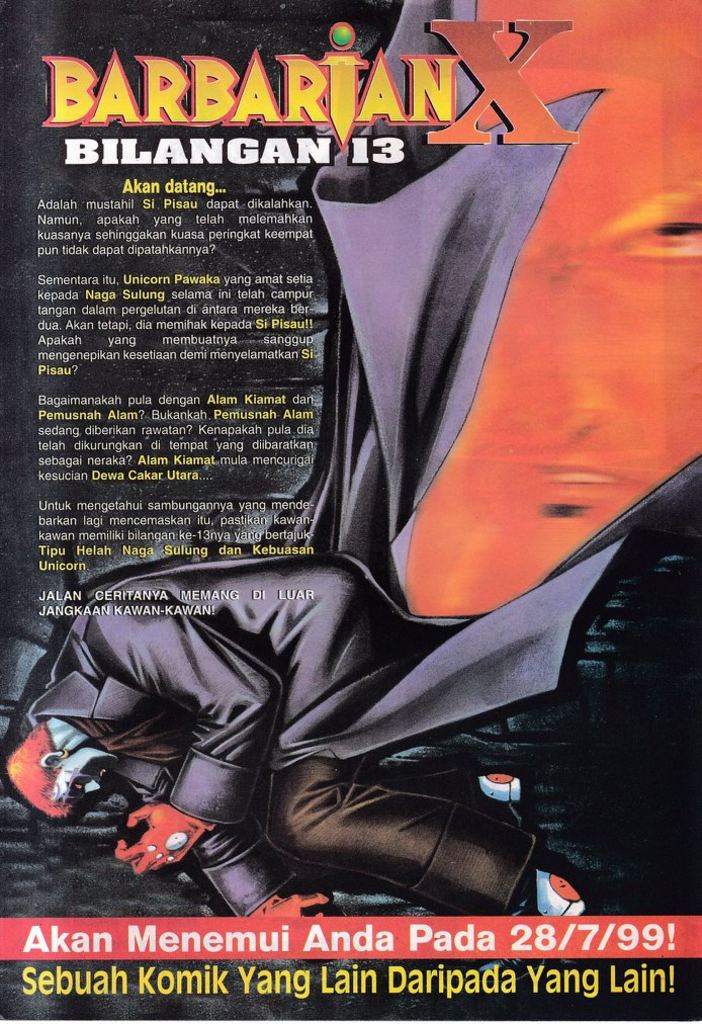 BARBARIAN X
BILANGAN 13
Akan datang...
Adalah mustahil Si Pisau dapat dikalahkan.
Namun, apakah yang telah melemahkan
kuasanya sehinggakan kuasa peringkat keempat
pun tidak dapat dipatahkannya?
Sementara itu, Unicorn Pawaka yang amat setia
kepada Naga Sulung selama ini telah campur
tangan dalam pergelutan di antara mereka ber-
dua. Akan tetapi, dia memihak kepada Si Pisau!!
Apakah yang membuatnya sanggup
mengenepikan kesetiaan demi menyelamatkan Si
Pisau?
Bagaimanakah pula dengan Alam Kiamat dan
Pemusnah Alam? Bukankah Pemusnah Alam
sedang diberikan rawatan? Kenapakah pula dia
telah dikurungkan di tempat yang diibaratkan
sebagai neraka? Alam Kiamat mula mencurigai
kesucian Dewa Cakar Utara....
Untuk mengetahui sambungannya yang mende-
barkan lagi mencemaskan itu, pastikan kawan-
kawan memiliki bilangan ke-13nya yang bertajuk-
Tipu Helah Naga Sulung dan Kebuasan
Unicorn.
JALAN CERITANYA MEMANG DI LUAR
JANGKAAN KAWAN-KAWAN!
Akan Menemui Anda Pada 28/7/99!
Sebuah Komik Yang Lain Daripada Yang Lain!